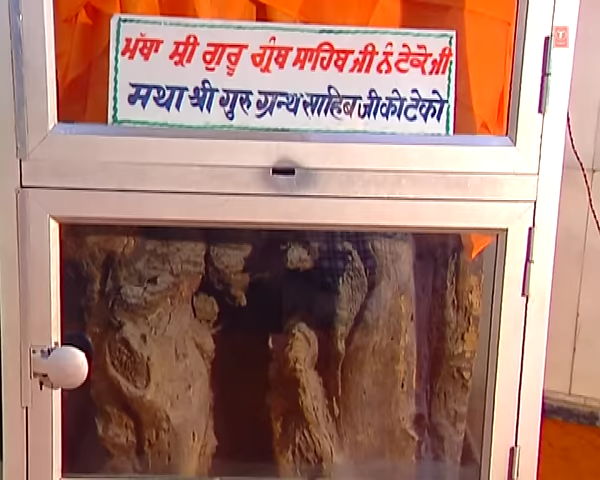 ਮੱਥਾ ਸ਼੍ਰੀ ਗੁਰੂ ਗ੍ਰੰਥ ਸਾਹਿਬ ਜੀ ਨੂੰ ਟੇਕੋ ਜੀ
मथा श्री गुरु ग्रन्थ साहिब जी को टेको